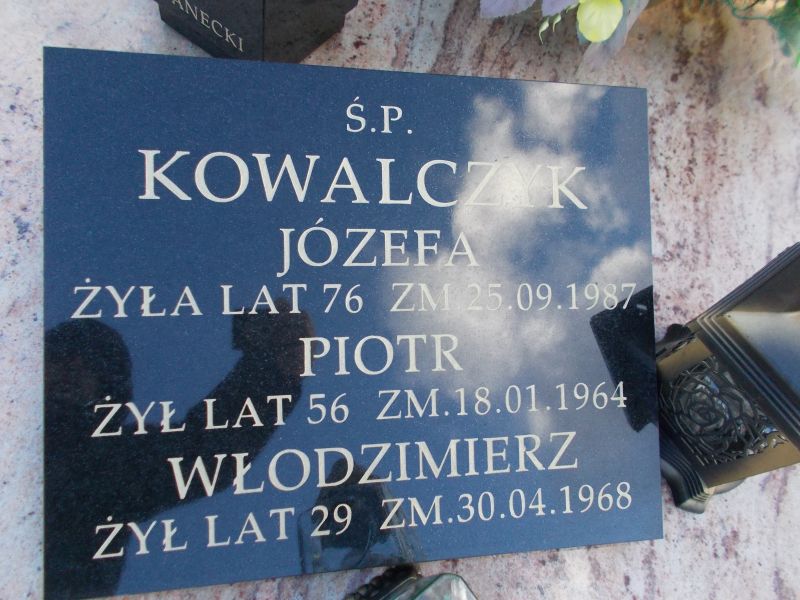 ANECKI
Ś.P.
KOWALCZYK
JÓZEFA
ŻYŁA LAT 76 ZM.25.09.1987
PIOTR
ŻYŁ LAT 56 ZM.18.01.1964
WŁODZIMIERZ
ŻYŁ LAT 29 ZM.30.04.1968